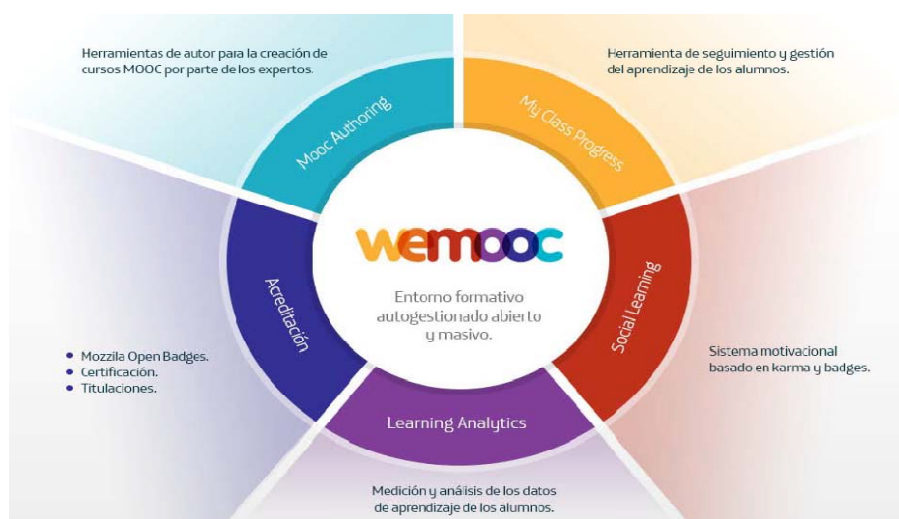 Herramientas de autor para la creación de
cursos MOOC por parte de los expertos.
Herramienta de seguimiento y gestión
del aprendizaje de los alumnos.
Mooc Authoring
My Class Progress
wemooc
Entorno formativo
autogestionado abierto
y masivo.
Acreditación
Social Learning
• Mozzila Open Badges.
• Certificación.
• Titulaciones.
Sistema motivacional
basado en karma y badges.
Learning Analytics
Medición y análisis de los datos
de aprendizaje de los alumnos.